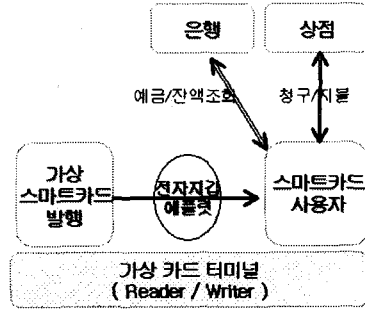 은행
상점
예금/잔액조회
청구/지불
가상
스마트카드
발행
전자지갑
애플릿
스마트카드
사용자
가상 카드 터미널
( Reader / Writer )